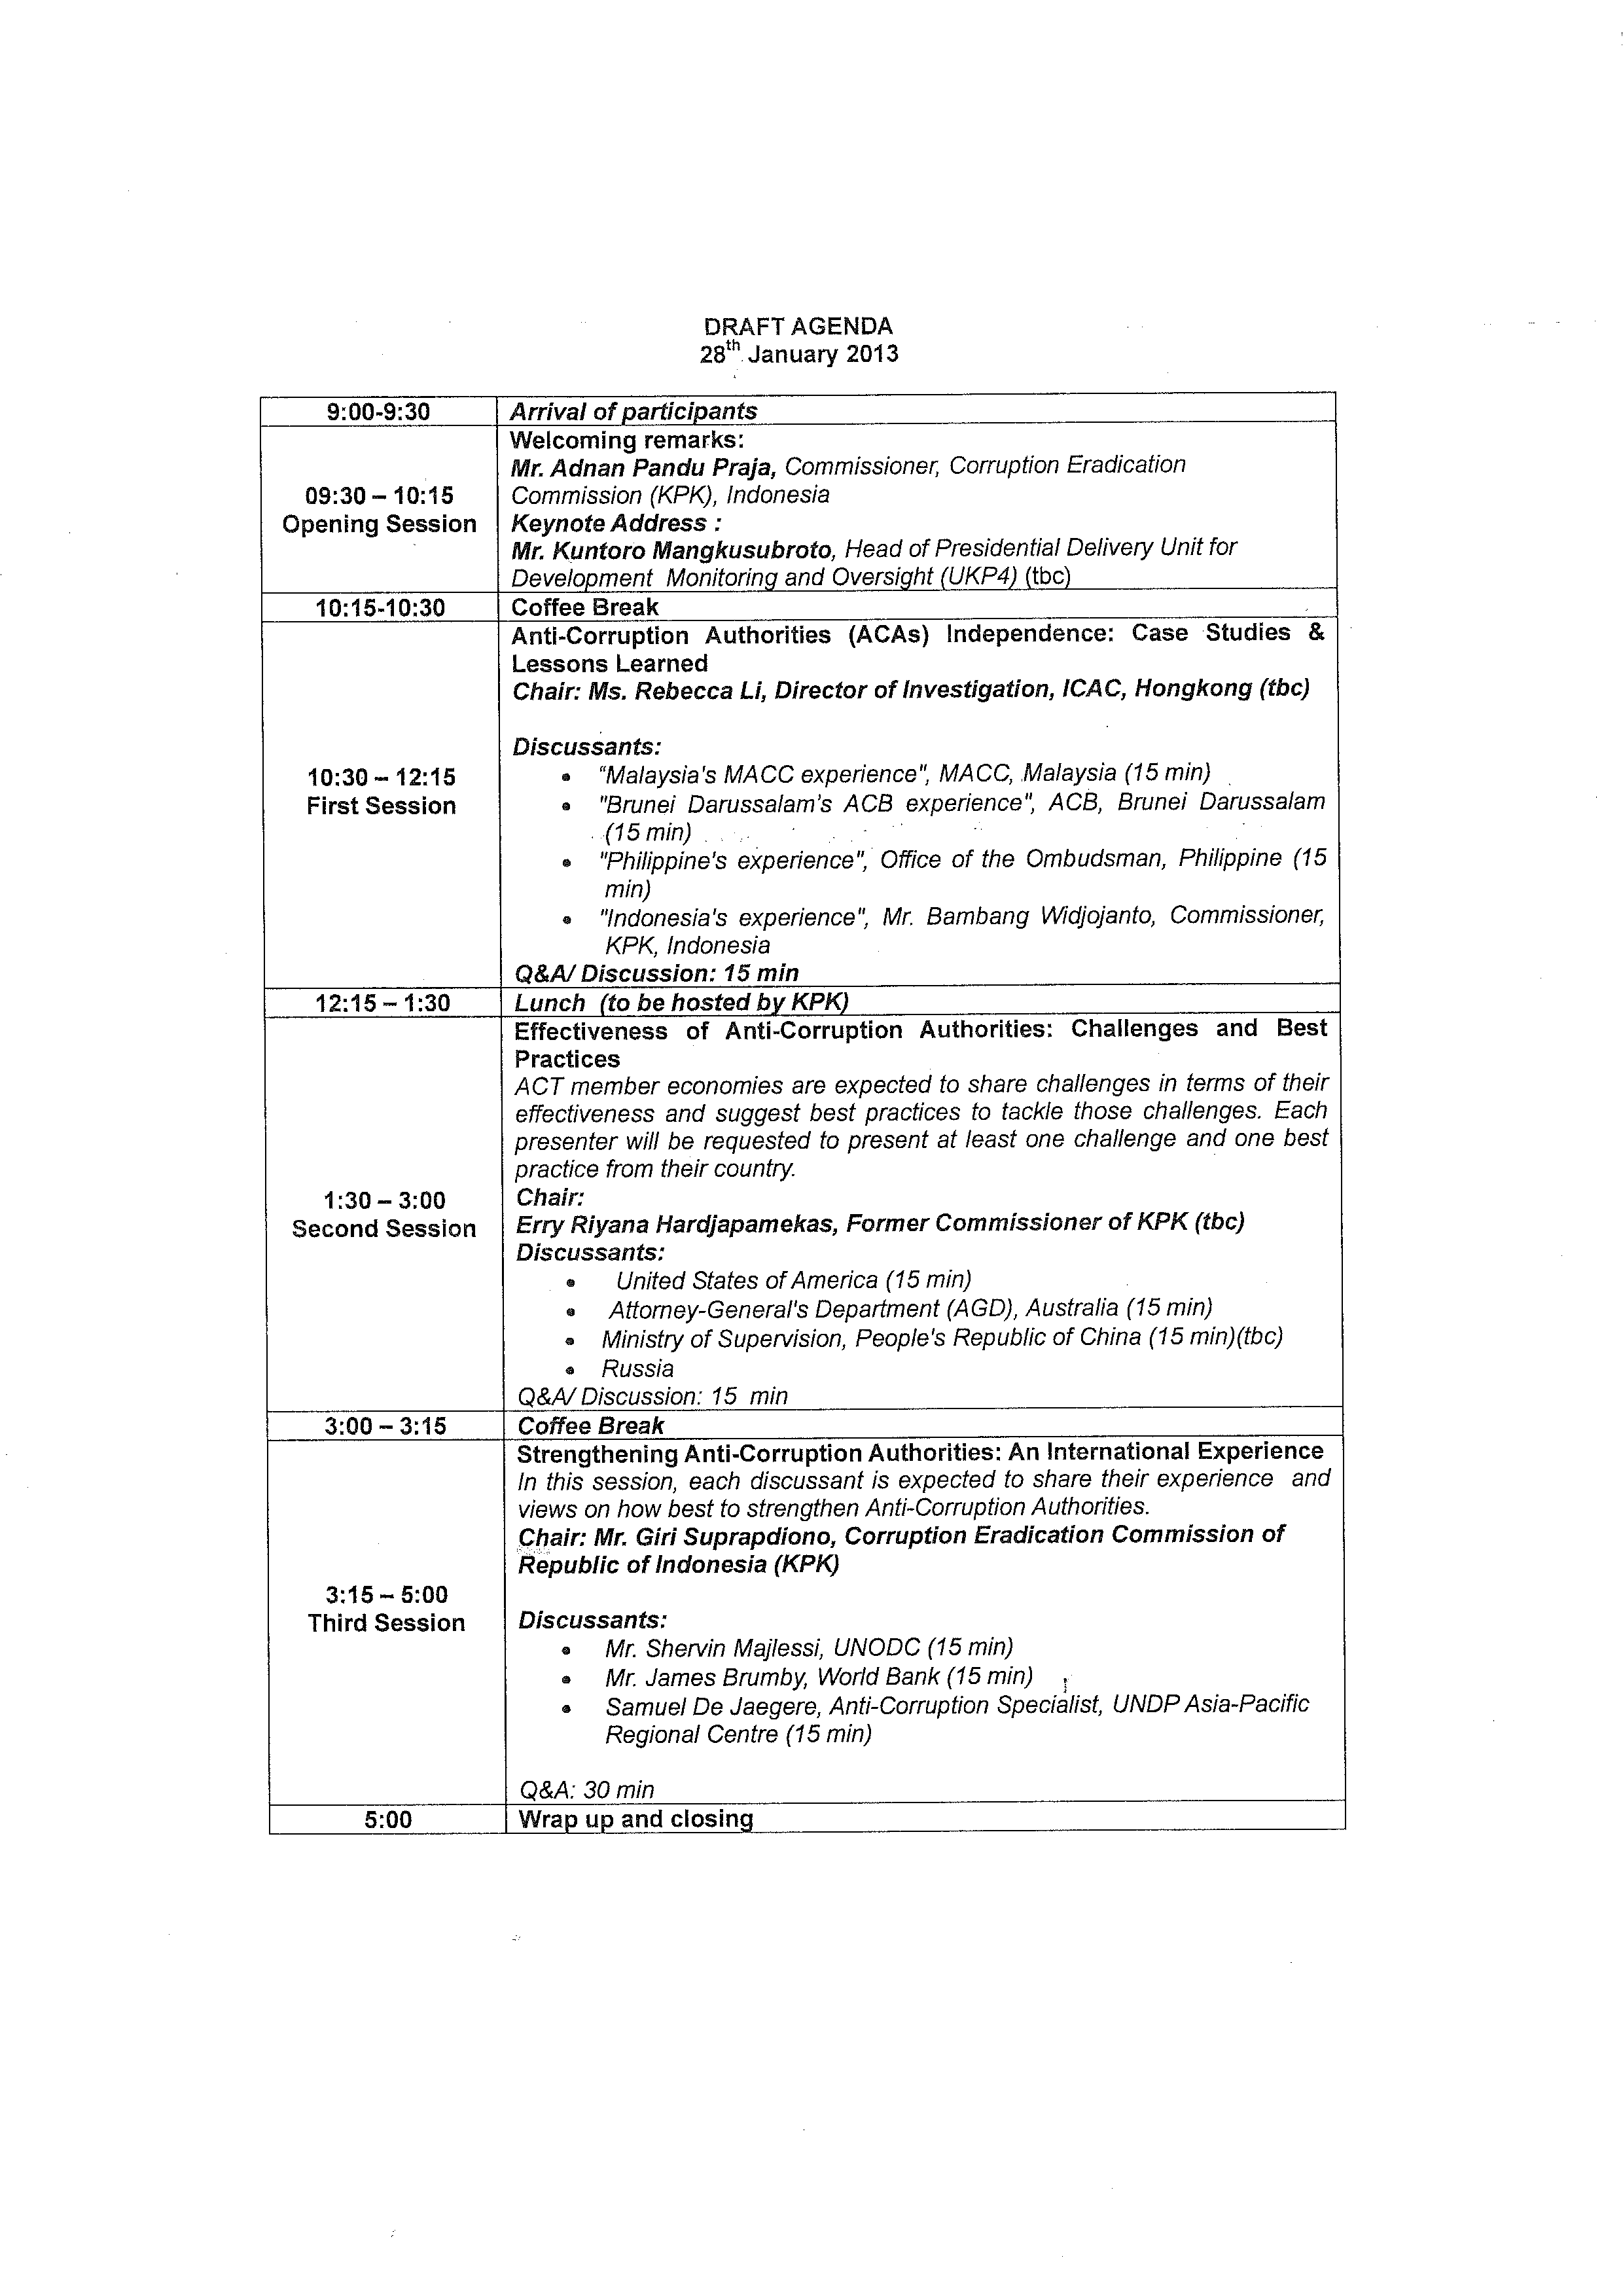 DRAFT AGENDA
28th January 2013
9:00-9:30
Arrival of participants
09:30 – 10:15
Opening Session
Welcoming remarks:
Mr. Adnan Pandu Praja, Commissioner, Corruption Eradication
Commission (KPK), Indonesia
Keynote Address :
Mr. Kuntoro Mangkusubroto, Head of Presidential Delivery Unit for
Development Monitoring and Oversight (UKP4) (tbc)
10:15-10:30
Coffee Break
10:30 – 12:15
First Session
Anti-Corruption Authorities (ACAs) Independence: Case Studies &
Lessons Learned
Chair: Ms. Rebecca Li, Director of Investigation, ICAC, Hongkong (tbc)
Discussants:
• "Malaysia's MACC experience", MACC, Malaysia (15 min)
• "Brunei Darussalam's ACB experience", ACB, Brunei Darussalam
(15 min)
• "Philippine's experience", Office of the Ombudsman, Philippine (15
min)
• "Indonesia's experience", Mr. Bambang Widjojanto, Commissioner,
KPK, Indonesia
Q&A/ Discussion: 15 min
12:15 – 1:30
Lunch (to be hosted by KPK)
1:30 – 3:00
Second Session
Effectiveness of Anti-Corruption Authorities: Challenges and Best
Practices
ACT member economies are expected to share challenges in terms of their
effectiveness and suggest best practices to tackle those challenges. Each
presenter will be requested to present at least one challenge and one best
practice from their country.
Chair:
Erry Riyana Hardjapamekas, Former Commissioner of KPK (tbc)
Discussants:
• United States of America (15 min)
• Attorney-General's Department (AGD), Australia (15 min)
• Ministry of Supervision, People's Republic of China (15 min)(tbc)
• Russia
Q&A/ Discussion: 15 min
3:00 – 3:15
Coffee Break
3:15 – 5:00
Third Session
Strengthening Anti-Corruption Authorities: An International Experience
In this session, each discussant is expected to share their experience and
views on how best to strengthen Anti-Corruption Authorities.
Chair: Mr. Giri Suprapdiono, Corruption Eradication Commission of
Republic of Indonesia (KPK)
Discussants:
• Mr. Shervin Majlessi, UNODC (15 min)
• Mr. James Brumby, World Bank (15 min)
• Samuel De Jaegere, Anti-Corruption Specialist, UNDP Asia-Pacific
Regional Centre (15 min)
Q&A: 30 min
5:00
Wrap up and closing